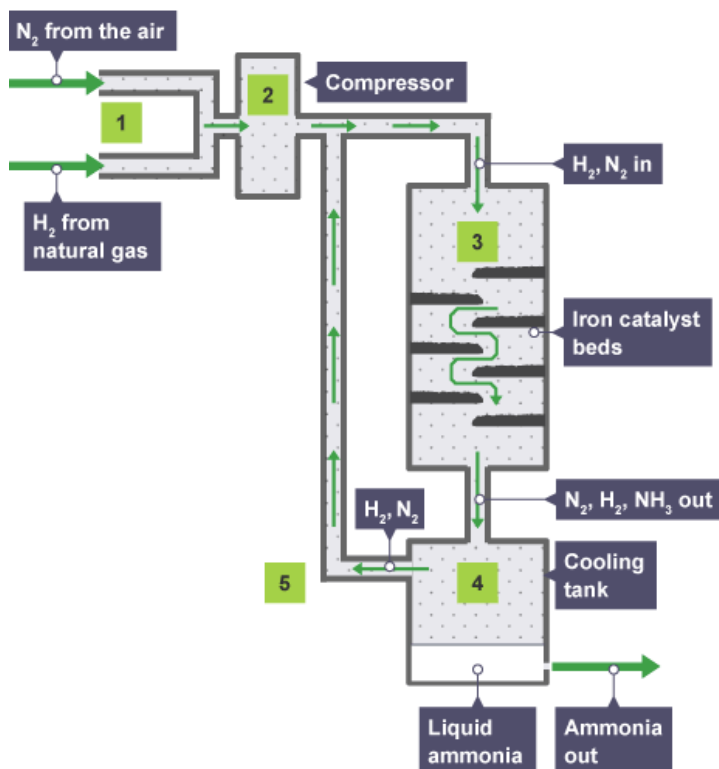 N₂ from the air
2
Compressor
1
H₂, N₂ in
H₂ from
natural gas
3
Iron catalyst
beds
H₂, N₂
N₂, H₂, NH₃ out
5
4
Cooling
tank
Liquid
ammonia
Ammonia
out